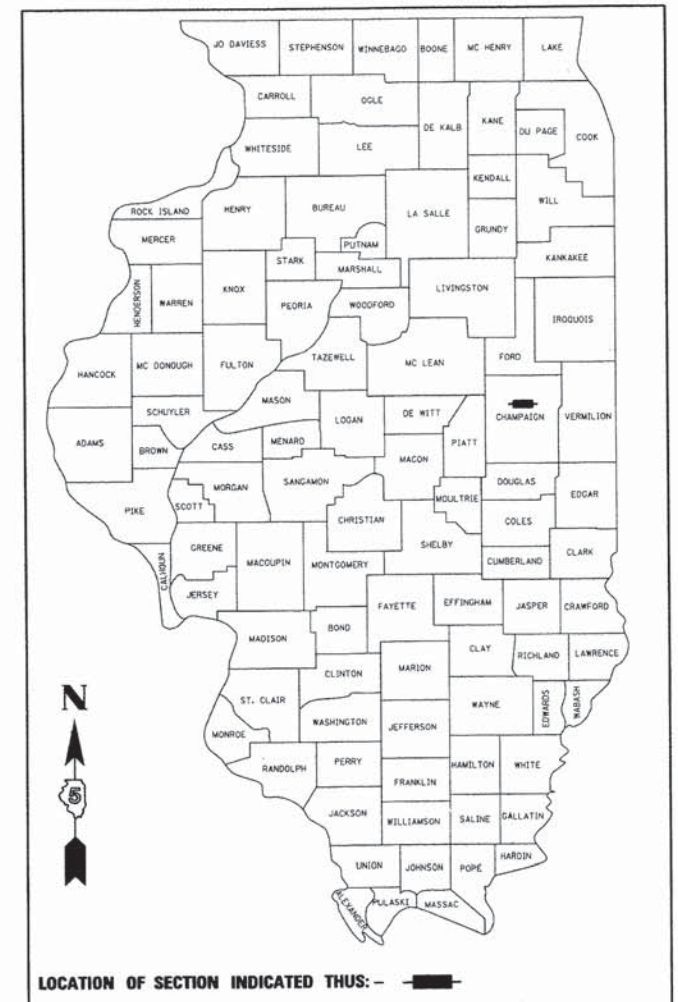 JO DAVIESS STEPHENSON WINNEBAGO BOONE MC HENRY LAKE
CARROLL OGLE DE KALB KANE DU PAGE COOK
WHITESIDE LEE
KENDALL
ROCK ISLAND HENRY BUREAU LA SALLE GRUNDY WILL
MERCER PUTNAM
STARK MARSHALL KANKAKEE
HENDERSON WARREN KNOX PEORIA WOODFORD LIVINGSTON IROQUOIS
HANCOCK MC DONOUGH FULTON TAZEWELL MC LEAN FORD
SCHUYLER MASON LOGAN DE WITT CHAMPAIGN VERMILION
ADAMS BROWN CASS MENARD MACON PIATT
MORGAN SANGAMON DOUGLAS EDGAR
PIKE SCOTT CHRISTIAN MOULTRIE COLES
GREENE SHELBY CUMBERLAND CLARK
CALHOUN MACOUPIN MONTGOMERY
JERSEY FAYETTE EFFINGHAM JASPER CRAWFORD
MADISON BOND
CLAY RICHLAND LAWRENCE
CLINTON MARION
N ST. CLAIR WAYNE EDWARDS WABASH
WASHINGTON JEFFERSON
MONROE
RANDOLPH PERRY HAMILTON WHITE
5 FRANKLIN
JACKSON WILLIAMSON SALINE GALLATIN
UNION JOHNSON POPE HARDIN
ALEXANDER PULASKI MASSAC
LOCATION OF SECTION INDICATED THUS: -